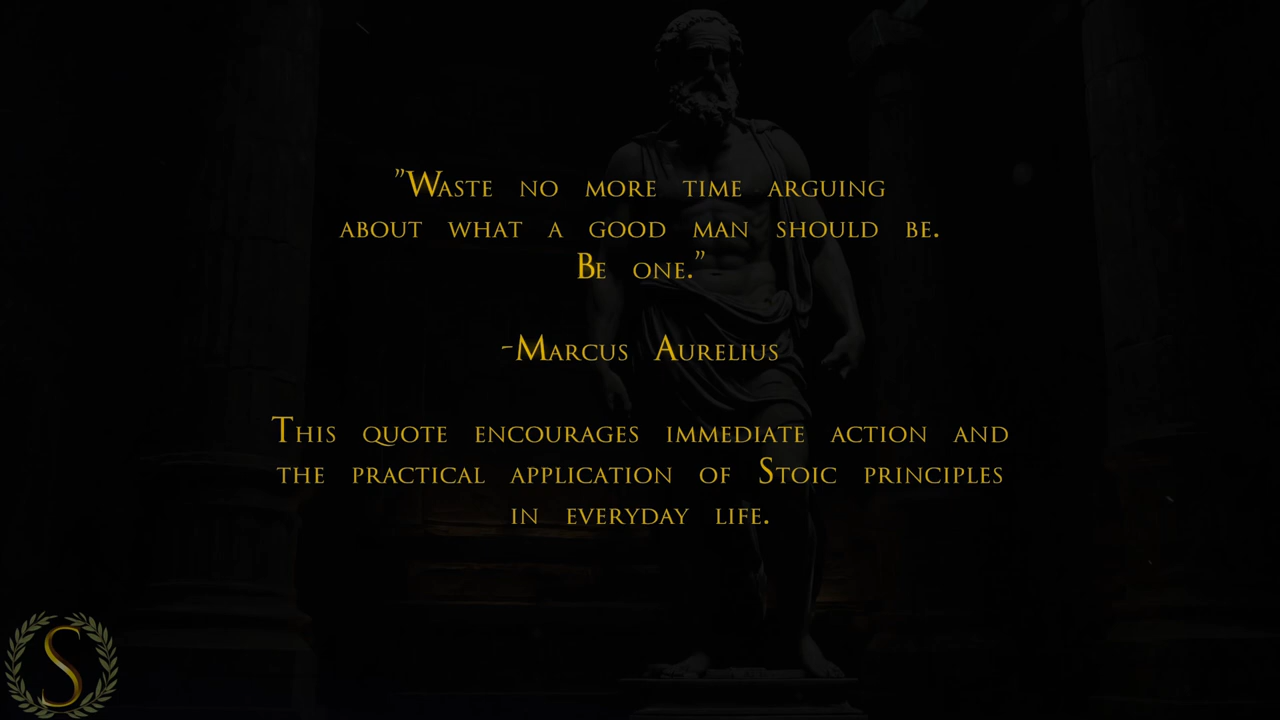 "Waste no more time arguing
about what a good man should be.
Be one."
-Marcus Aurelius
This quote encourages immediate action and
the practical application of Stoic principles
in everyday life.
S